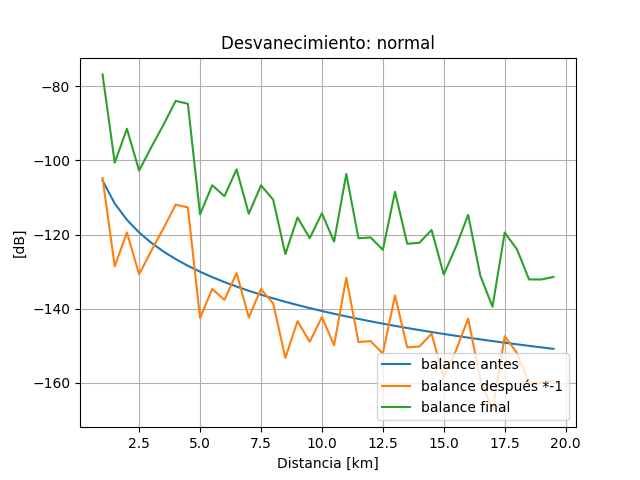 Desvanecimiento: normal
[dB]
−80
−100
−120
−140
−160
2.5 5.0 7.5 10.0 12.5 15.0 17.5 20.0
Distancia [km]
balance antes
balance después *-1
balance final